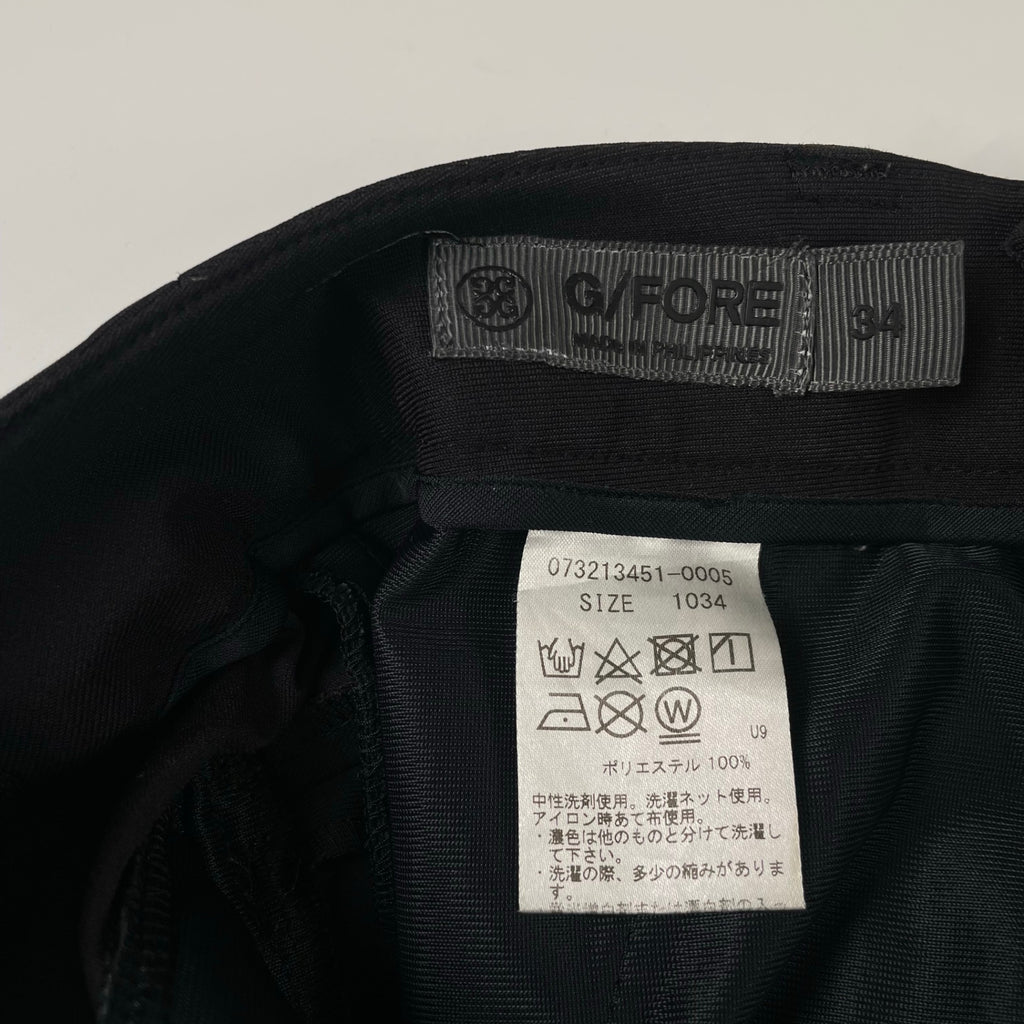 G/FORE
MADE IN PHILIPPINES
34
073213451-0005
SIZE 1034
W
U9
ポリエステル 100%
中性洗剤使用。洗濯ネット使用。
アイロン時あて布使用。
・濃色は他のものと分けて洗濯し
て下さい。
・洗濯の際、多少の縮みがありま
す。